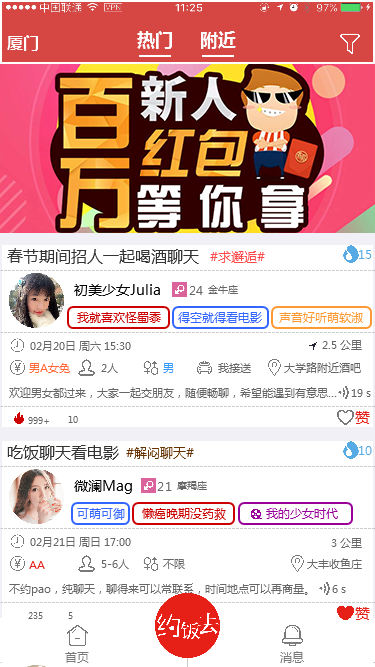 中国联通 VPN 11:25 97%
厦门 热门 附近
百万
新人
红包
等你拿
春节期间招人一起喝酒聊天 #求邂逅# 15
初美少女Julia 24 金牛座
我就喜欢怪蜀黍 得空就得看电影 声音好听萌软淑
02月20日 周六 15:30 2.5 公里
男A女免 2人 男 我接送 大学路附近酒吧
欢迎男女都过来，大家一起交朋友，随便畅聊，希望能遇到有意思... 19 s
999+ 10 赞
吃饭聊天看电影 #解闷聊天# 10
微澜Mag 21 摩羯座
可萌可御 懒癌晚期没药救 我的少女时代
02月21日 周日 17:00 3 公里
AA 5-6人 不限 大丰收鱼庄
不约pao，纯聊天，聊得来可以常联系，时间地点可以再商量。 6 s
235 5 赞
首页 约饭去 消息